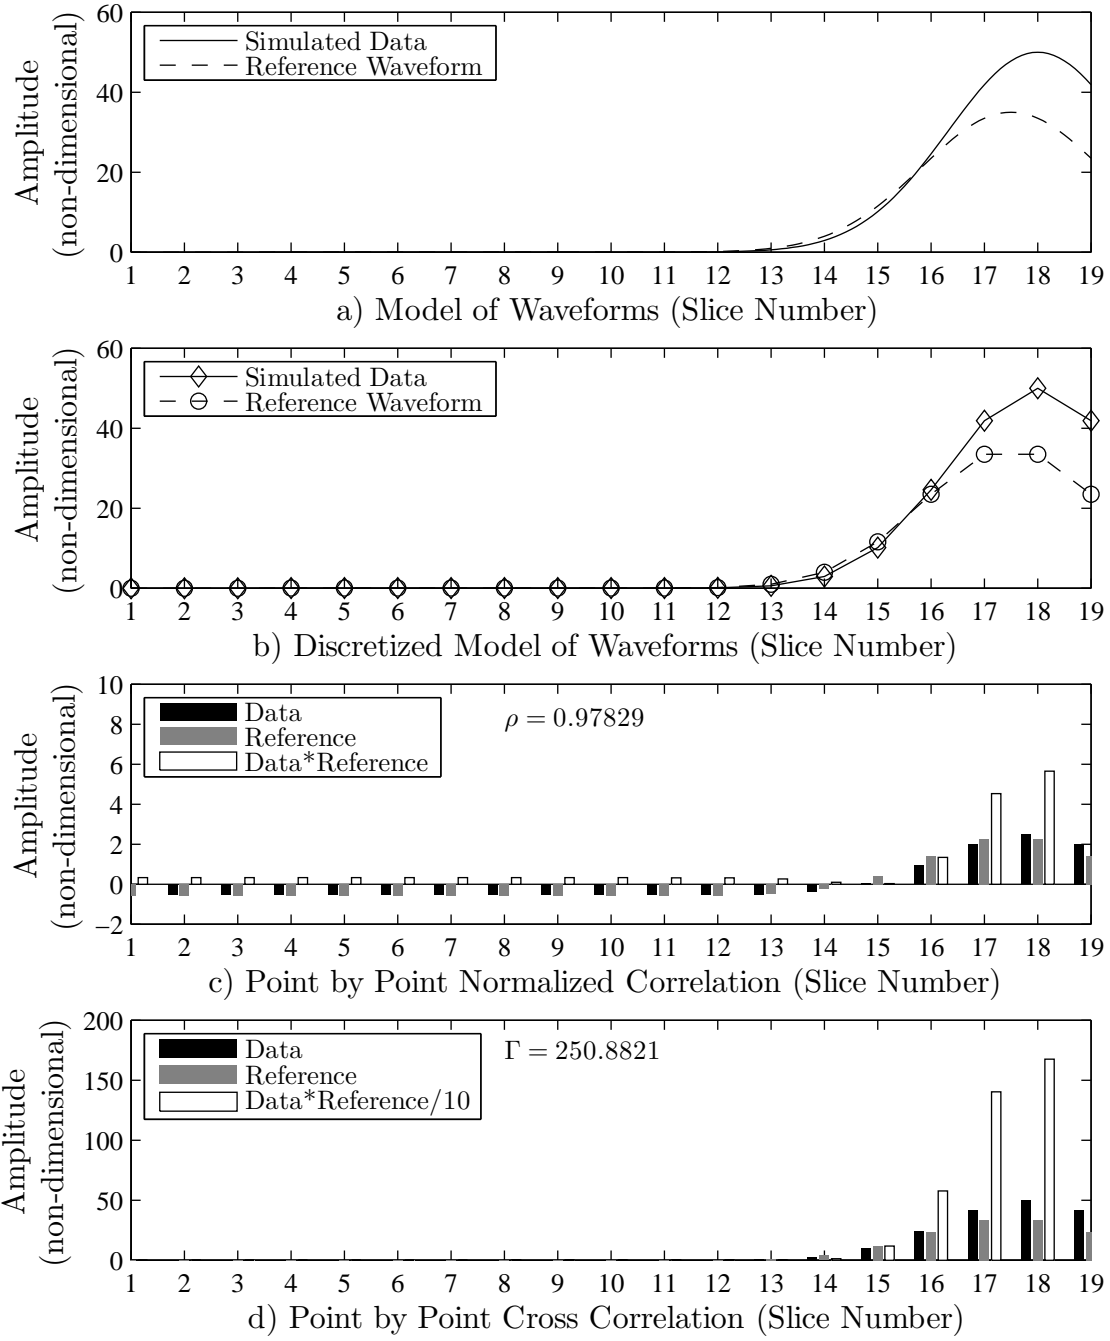 Amplitude
(non-dimensional)
60
40
20
0
Simulated Data
Reference Waveform
1 2 3 4 5 6 7 8 9 10 11 12 13 14 15 16 17 18 19
a) Model of Waveforms (Slice Number)
Amplitude
(non-dimensional)
60
40
20
0
Simulated Data
Reference Waveform
1 2 3 4 5 6 7 8 9 10 11 12 13 14 15 16 17 18 19
b) Discretized Model of Waveforms (Slice Number)
Amplitude
(non-dimensional)
10
8
6
4
2
0
−2
Data
Reference
Data*Reference
ρ = 0.97829
1 2 3 4 5 6 7 8 9 10 11 12 13 14 15 16 17 18 19
c) Point by Point Normalized Correlation (Slice Number)
Amplitude
(non-dimensional)
200
150
100
50
0
Data
Reference
Data*Reference/10
Γ = 250.8821
1 2 3 4 5 6 7 8 9 10 11 12 13 14 15 16 17 18 19
d) Point by Point Cross Correlation (Slice Number)